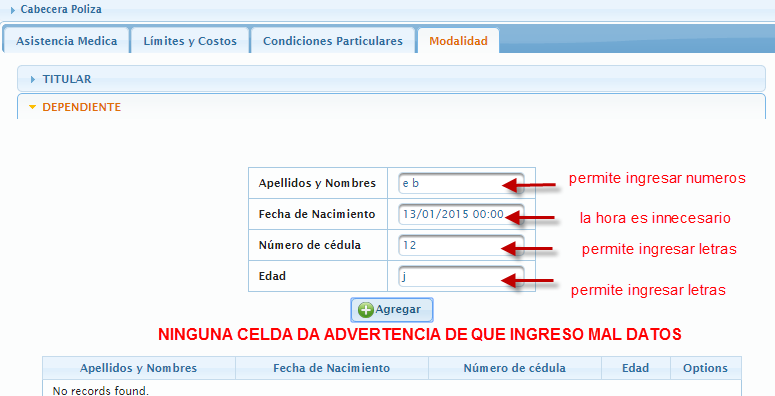 Cabecera Poliza
Asistencia Medica Límites y Costos Condiciones Particulares Modalidad
TITULAR
DEPENDIENTE
Apellidos y Nombres e b permite ingresar numeros
Fecha de Nacimiento 13/01/2015 00:00 la hora es innecesario
Número de cédula 12 permite ingresar letras
Edad j permite ingresar letras
Agregar
NINGUNA CELDA DA ADVERTENCIA DE QUE INGRESO MAL DATOS
Apellidos y Nombres Fecha de Nacimiento Número de cédula Edad Options
No records found.